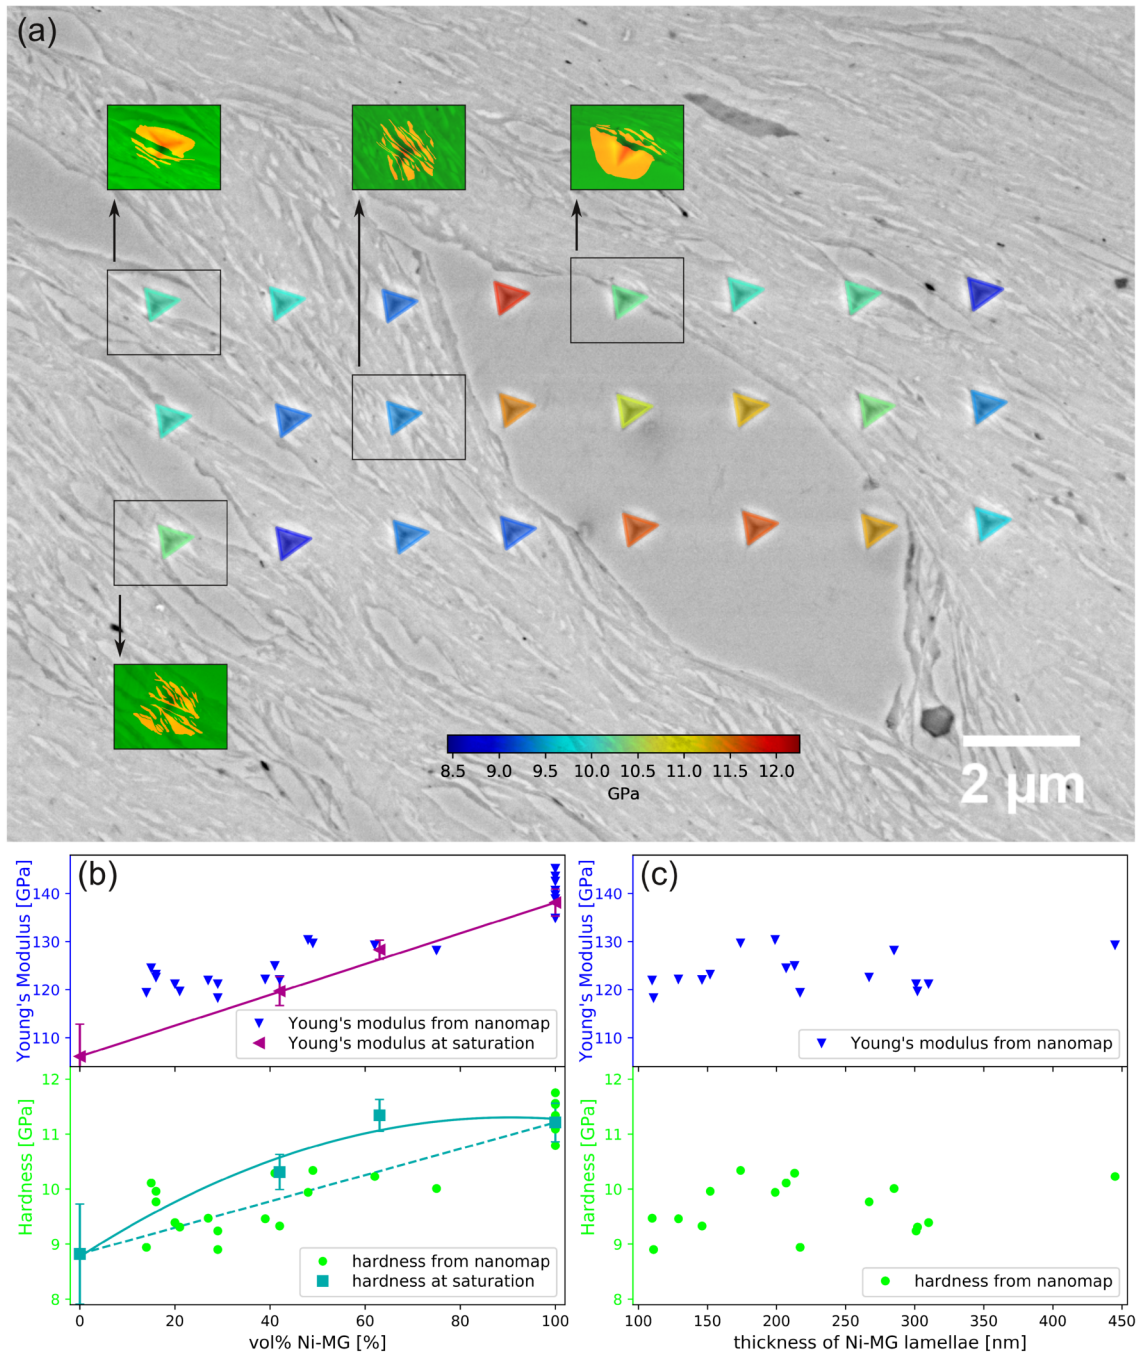 (a)
8.5 9.0 9.5 10.0 10.5 11.0 11.5 12.0
GPa
2 μm
(b)
Young's Modulus [GPa]
140
130
120
110
Young's modulus from nanomap
Young's modulus at saturation
Hardness [GPa]
12
11
10
9
8
hardness from nanomap
hardness at saturation
0 20 40 60 80 100
vol% Ni-MG [%]
(c)
Young's Modulus [GPa]
140
130
120
110
Young's modulus from nanomap
Hardness [GPa]
12
11
10
9
8
hardness from nanomap
100 150 200 250 300 350 400 450
thickness of Ni-MG lamellae [nm]